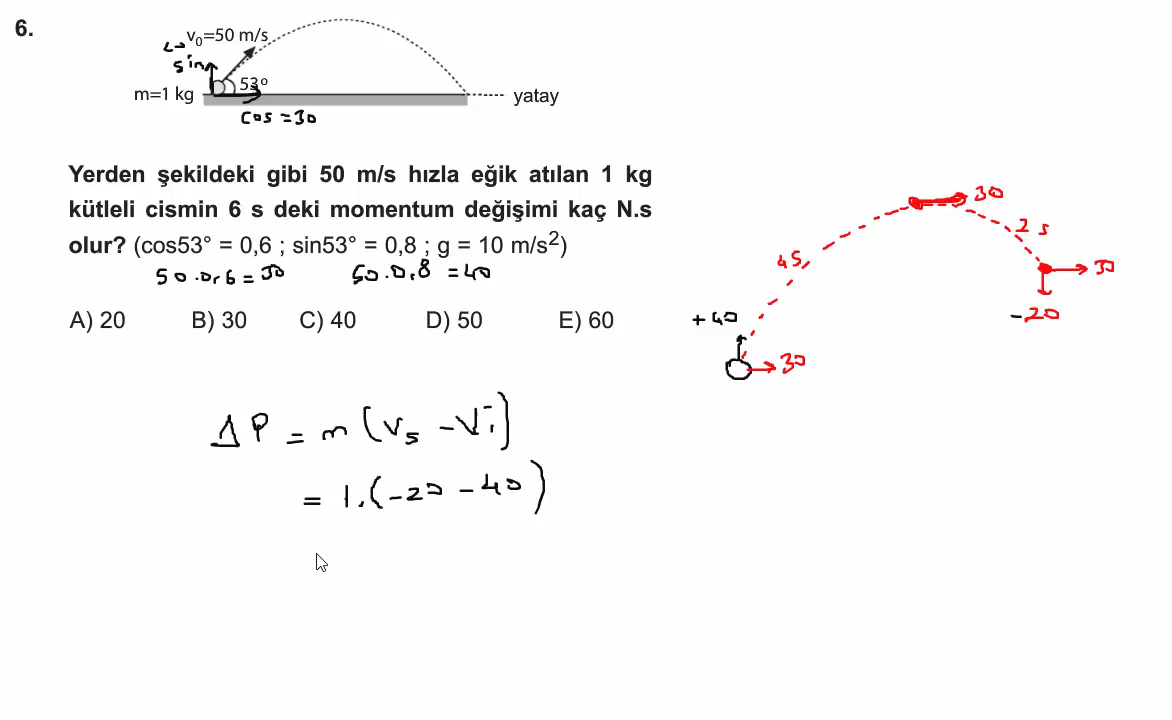 6.
v0=50 m/s
sin
53°
m=1 kg
yatay
cos = 30
Yerden şekildeki gibi 50 m/s hızla eğik atılan 1 kg
kütleli cismin 6 s deki momentum değişimi kaç N.s
olur? (cos53° = 0,6 ; sin53° = 0,8 ; g = 10 m/s²)
50.0,6=30 50.0,8 =40
A) 20 B) 30 C) 40 D) 50 E) 60
30
2 s
4s,
30
-20
+40
30
ΔP = m (Vs - Vi)
= 1.(-20 -40)